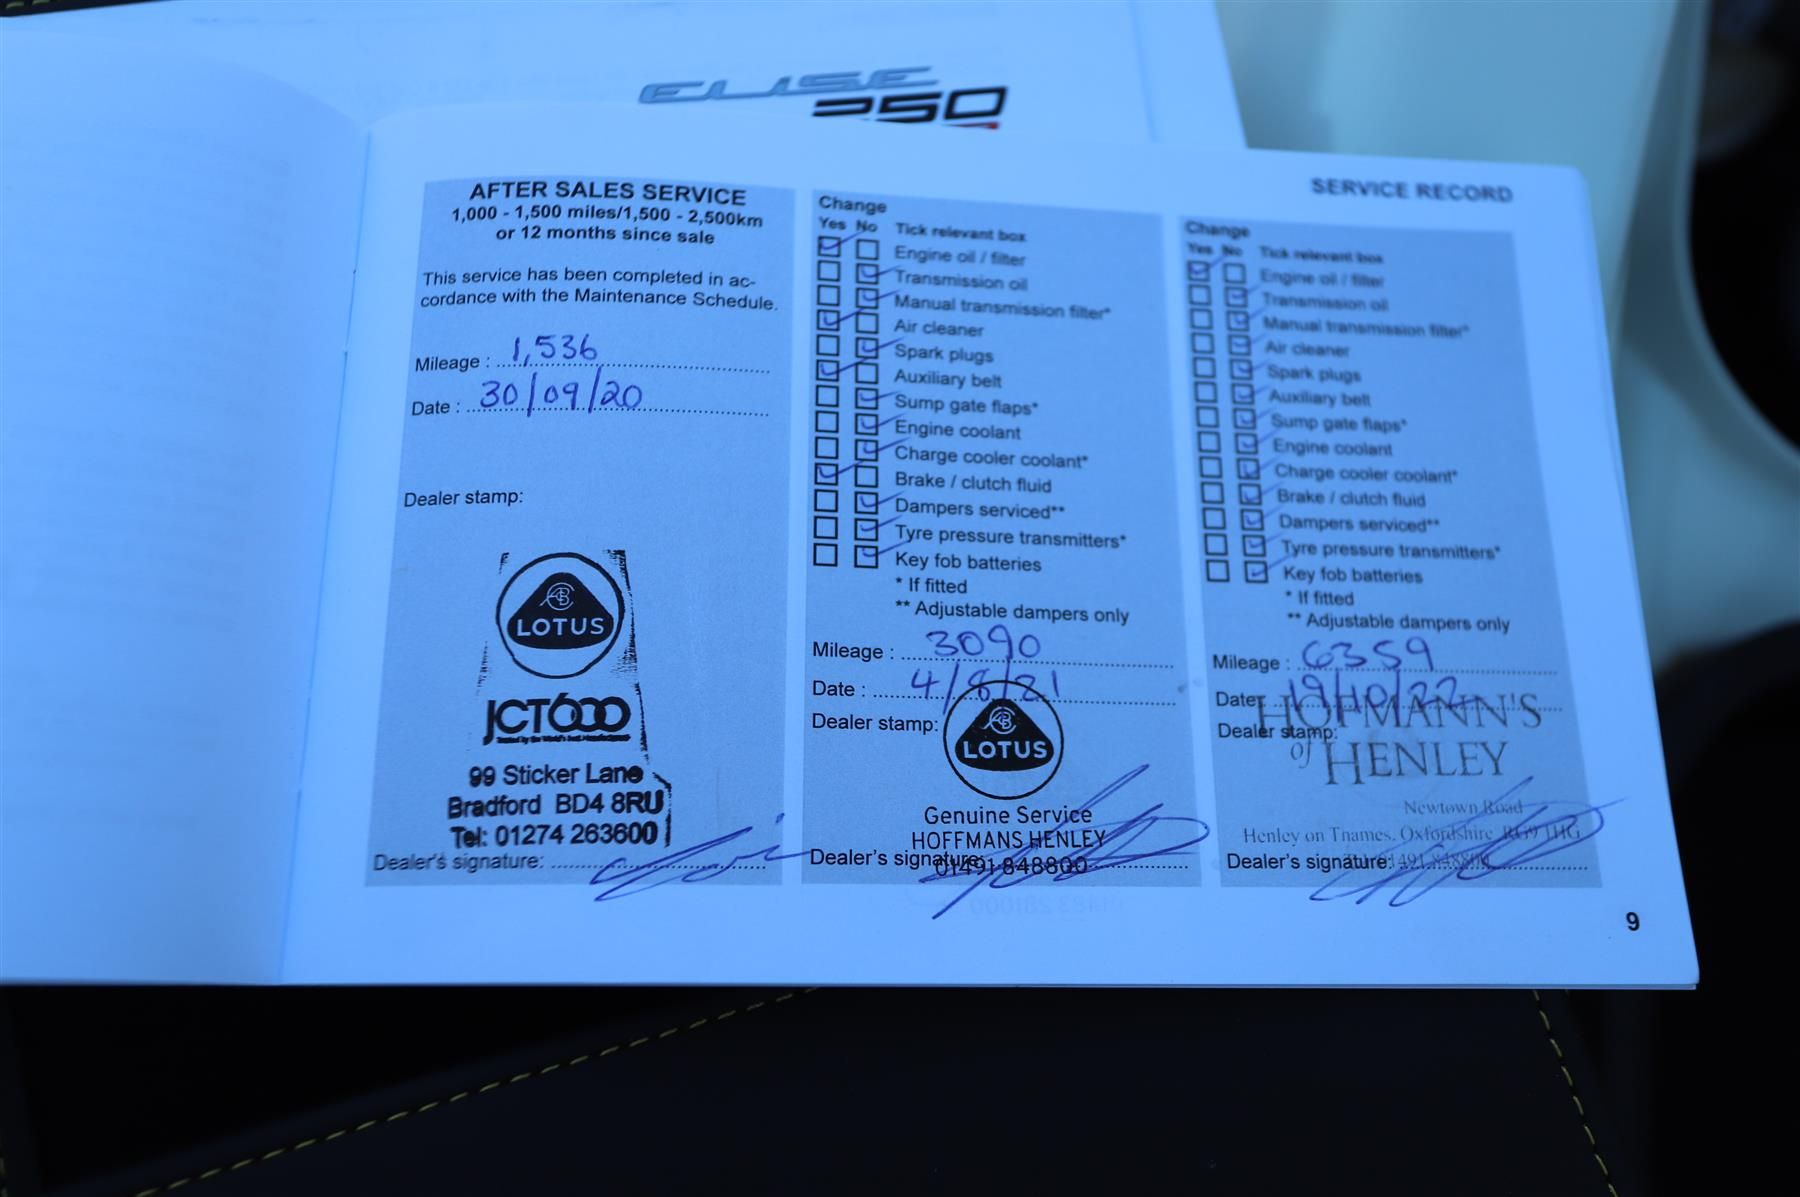 ELISE
250
SERVICE RECORD
AFTER SALES SERVICE
1,000 - 1,500 miles/1,500 - 2,500km
or 12 months since sale
This service has been completed in ac-
cordance with the Maintenance Schedule.
Mileage : 1,536
Date : 30/09/20
Dealer stamp:
LOTUS
JCT600
99 Sticker Lane
Bradford BD4 8RU
Tel: 01274 263600
Dealer's signature:
Change
Yes No Tick relevant box
Engine oil / filter
Transmission oil
Manual transmission filter*
Air cleaner
Spark plugs
Auxiliary belt
Sump gate flaps*
Engine coolant
Charge cooler coolant*
Brake / clutch fluid
Dampers serviced**
Tyre pressure transmitters*
Key fob batteries
* If fitted
** Adjustable dampers only
Mileage : 3090
Date : 4/8/21
Dealer stamp:
LOTUS
Genuine Service
HOFFMANS HENLEY
01491 848800
Dealer's signature:
Change
Yes No Tick relevant box
Engine oil / filter
Transmission oil
Manual transmission filter*
Air cleaner
Spark plugs
Auxiliary belt
Sump gate flaps*
Engine coolant
Charge cooler coolant*
Brake / clutch fluid
Dampers serviced**
Tyre pressure transmitters*
Key fob batteries
* If fitted
** Adjustable dampers only
Mileage : 6359
Date: 19/10/22
Dealer stamp:
HOFMANN'S
of HENLEY
Newtown Road
Henley on Thames. Oxfordshire RG9 1HG
01491 848800
Dealer's signature:
9